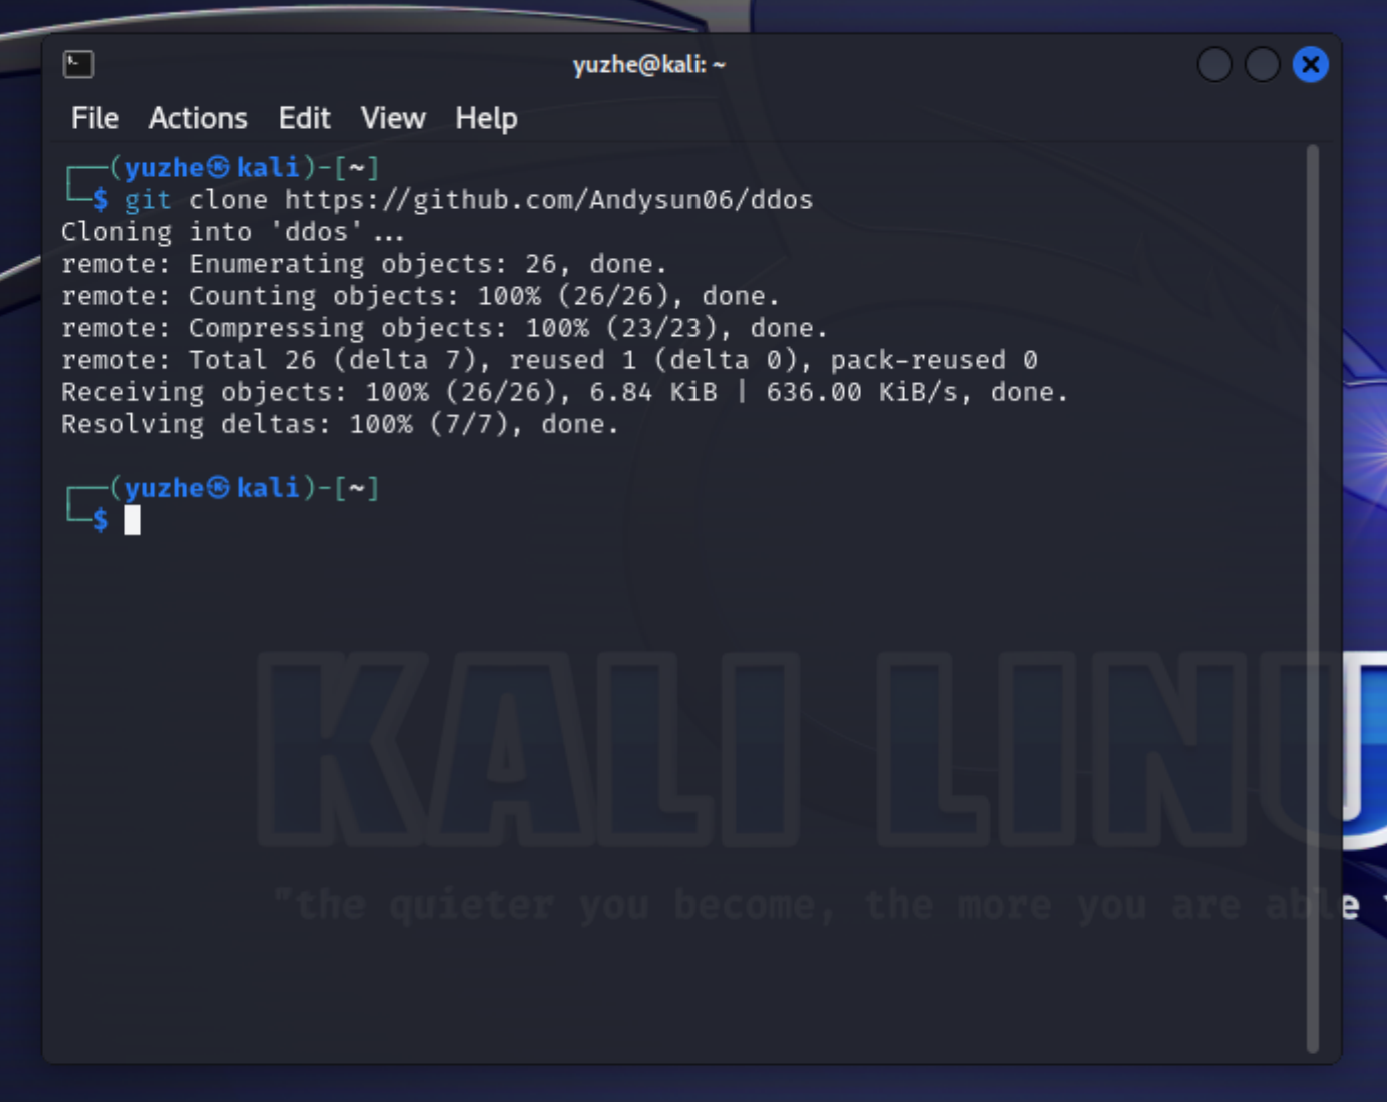 yuzhe@kali: ~
File Actions Edit View Help
┌──(yuzhe㉿kali)-[~]
└─$ git clone https://github.com/Andysun06/ddos
Cloning into 'ddos'...
remote: Enumerating objects: 26, done.
remote: Counting objects: 100% (26/26), done.
remote: Compressing objects: 100% (23/23), done.
remote: Total 26 (delta 7), reused 1 (delta 0), pack-reused 0
Receiving objects: 100% (26/26), 6.84 KiB | 636.00 KiB/s, done.
Resolving deltas: 100% (7/7), done.
┌──(yuzhe㉿kali)-[~]
└─$
KALI LINU
"the quieter you become, the more you are able